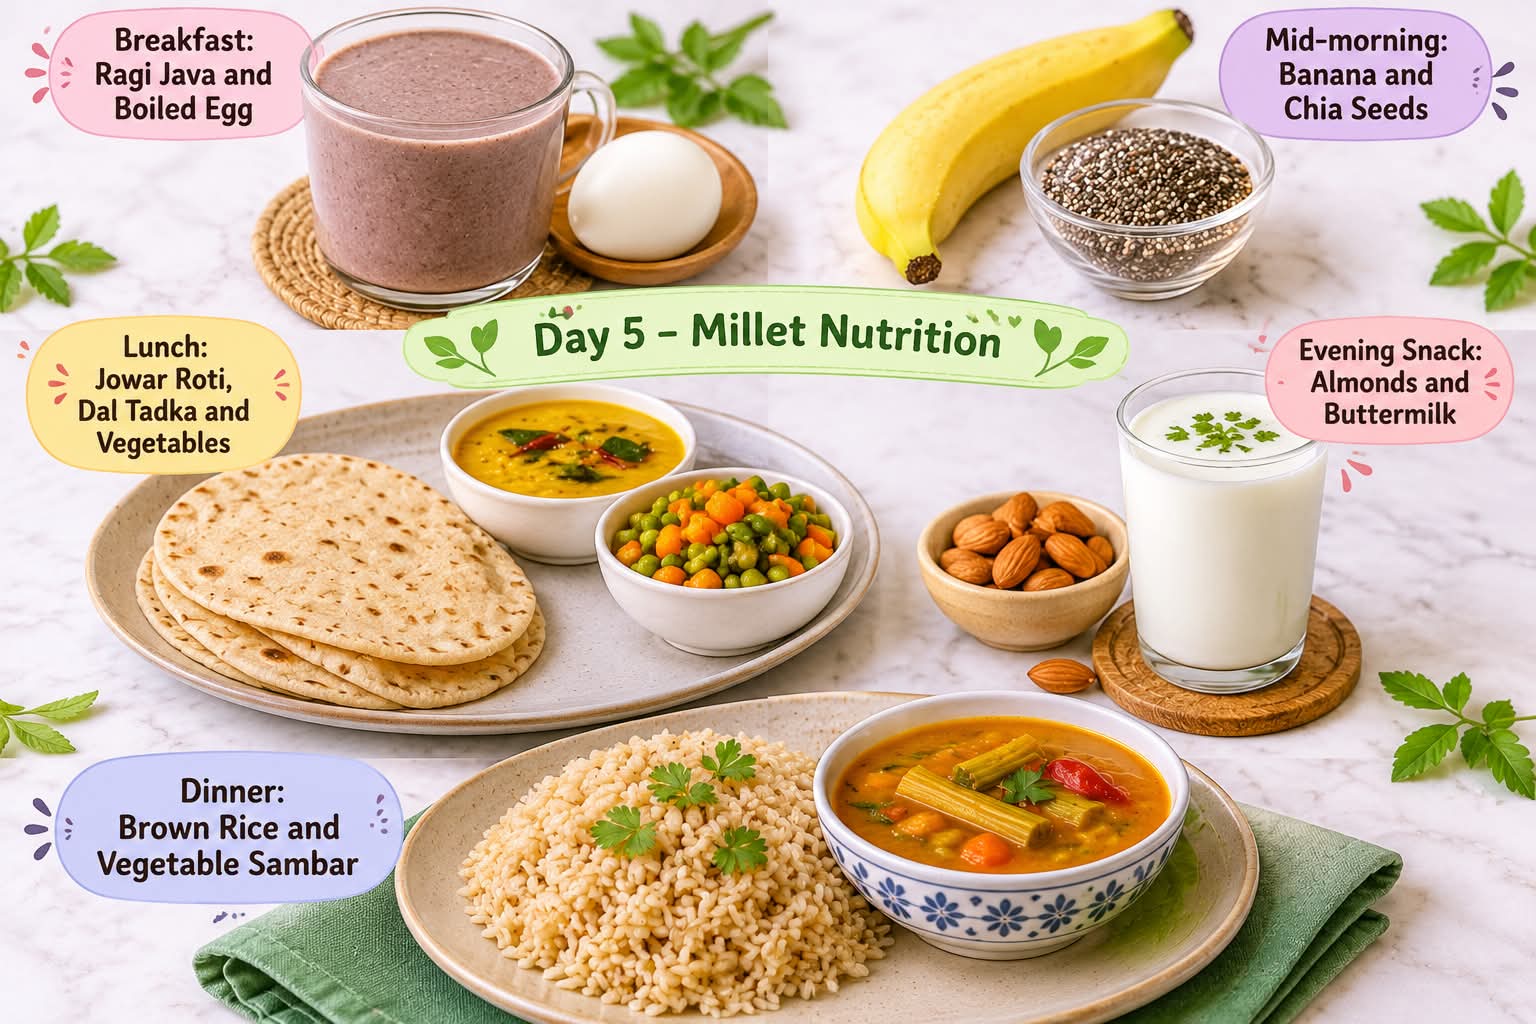 Breakfast:
Ragi Java and
Boiled Egg
Mid-morning:
Banana and
Chia Seeds
Day 5 – Millet Nutrition
Lunch:
Jowar Roti,
Dal Tadka and
Vegetables
Evening Snack:
Almonds and
Buttermilk
Dinner:
Brown Rice and
Vegetable Sambar